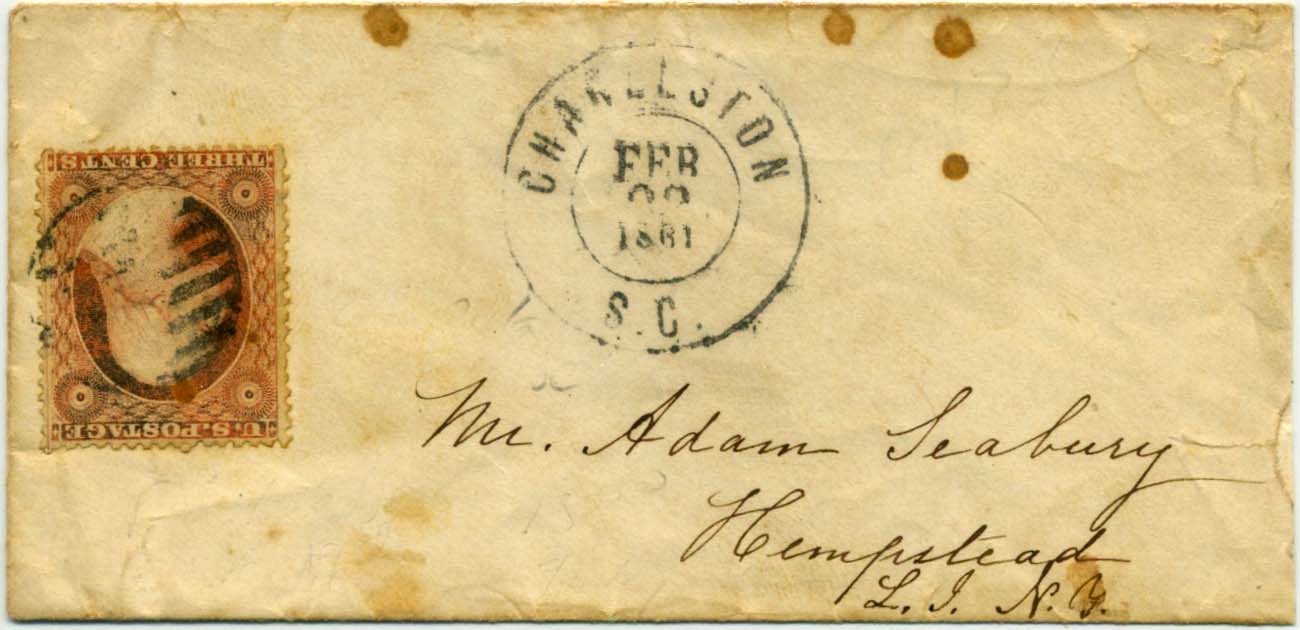 CHARLESTON
FEB
1861
S.C.
THREE CENTS
U.S. POSTAGE
Mr. Adam Seabury
Hempstead
L. I. N. Y.